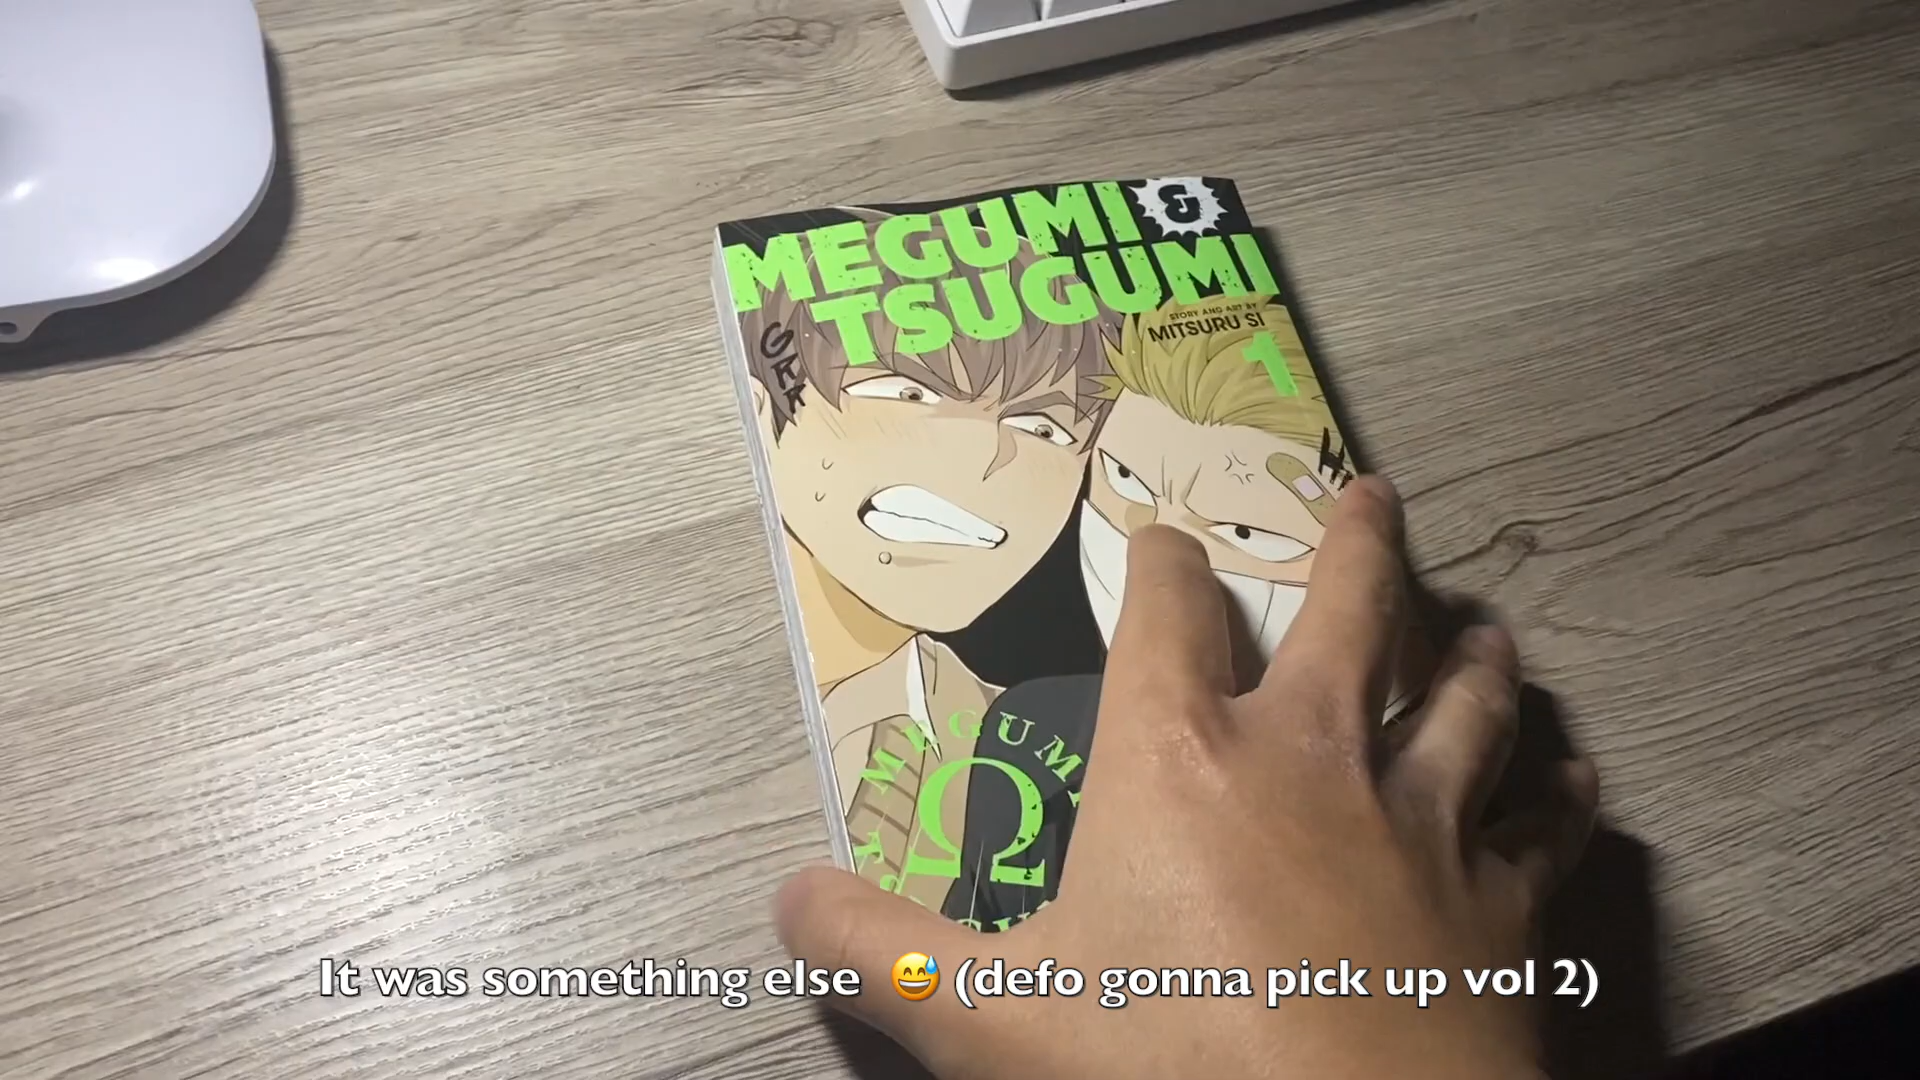 MEGUMI &
TSUGUMI
STORY AND ART BY
MITSURU SI
1
GRR
MEGUMI
Ω
It was something else 😅 (defo gonna pick up vol 2)